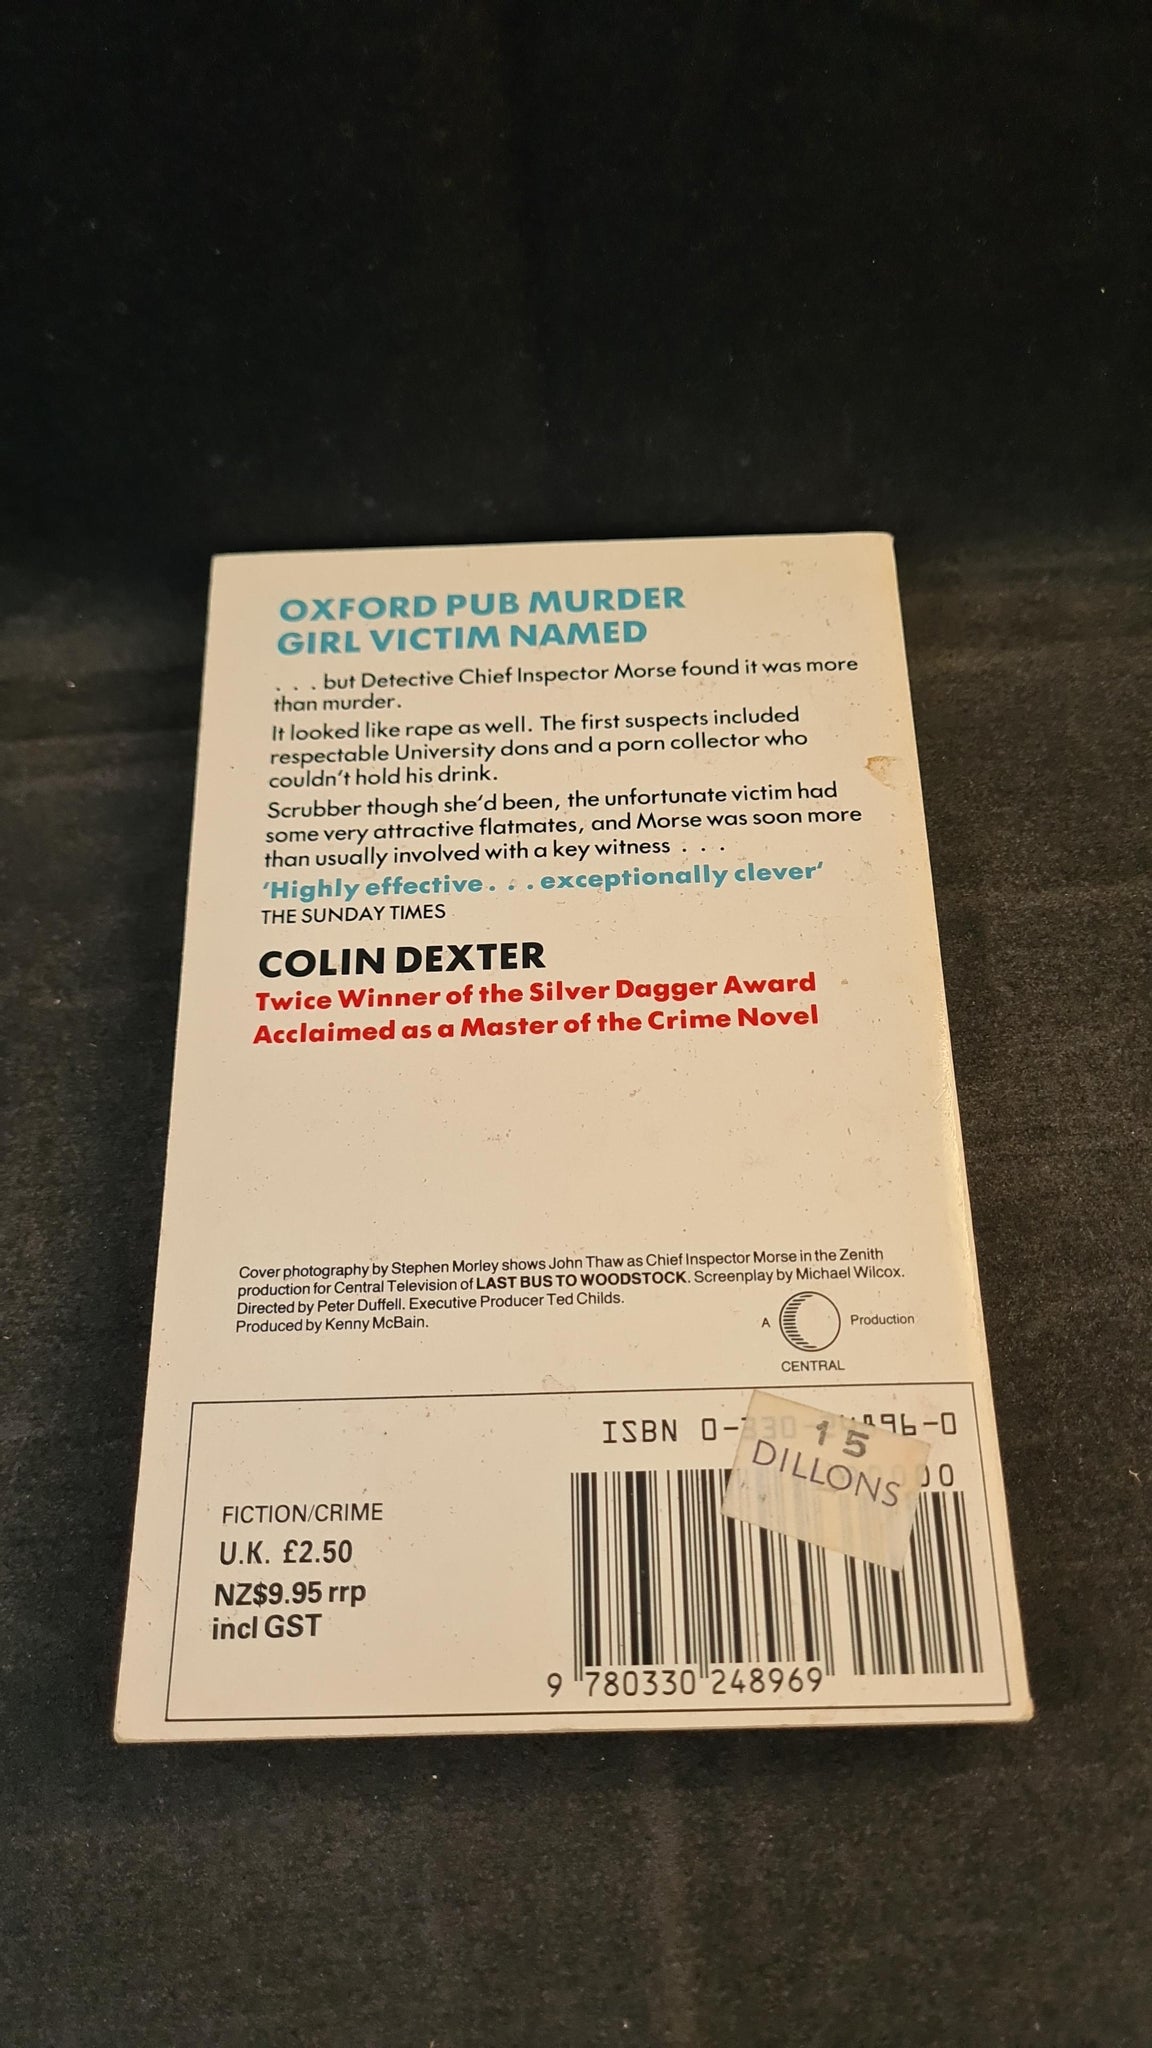 OXFORD PUB MURDER
GIRL VICTIM NAMED
. . . but Detective Chief Inspector Morse found it was more
than murder.
It looked like rape as well. The first suspects included
respectable University dons and a porn collector who
couldn't hold his drink.
Scrubber though she'd been, the unfortunate victim had
some very attractive flatmates, and Morse was soon more
than usually involved with a key witness . . .
'Highly effective . . . exceptionally clever'
THE SUNDAY TIMES
COLIN DEXTER
Twice Winner of the Silver Dagger Award
Acclaimed as a Master of the Crime Novel
Cover photography by Stephen Morley shows John Thaw as Chief Inspector Morse in the Zenith
production for Central Television of LAST BUS TO WOODSTOCK. Screenplay by Michael Wilcox.
Directed by Peter Duffell. Executive Producer Ted Childs.
Produced by Kenny McBain.
A Production
CENTRAL
ISBN 0-330-24896-0
15
DILLONS
FICTION/CRIME
U.K. £2.50
NZ$9.95 rrp
incl GST
9 780330 248969